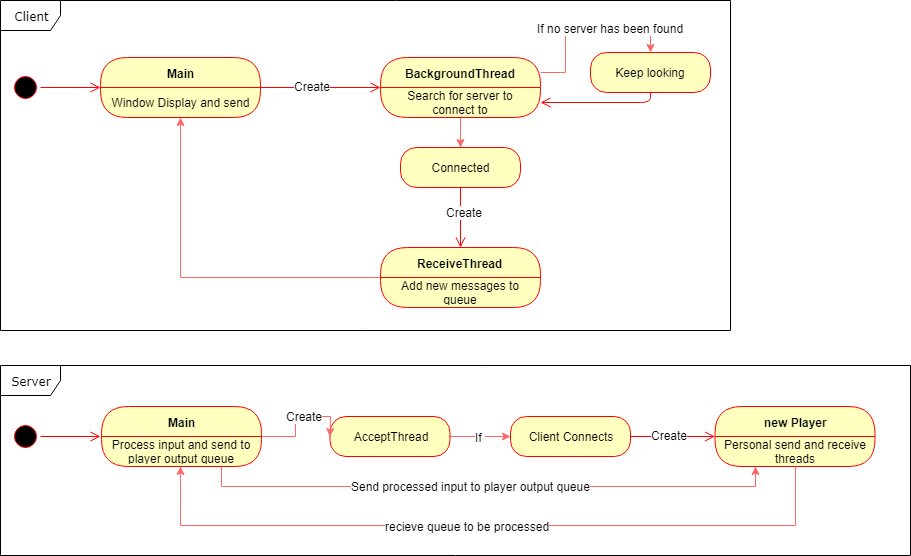 Client
If no server has been found
Main
Window Display and send
Create
BackgroundThread
Search for server to
connect to
Keep looking
Connected
Create
ReceiveThread
Add new messages to
queue
Server
Main
Process input and send to
player output queue
Create
AcceptThread
If
Client Connects
Create
new Player
Personal send and receive
threads
Send processed input to player output queue
recieve queue to be processed